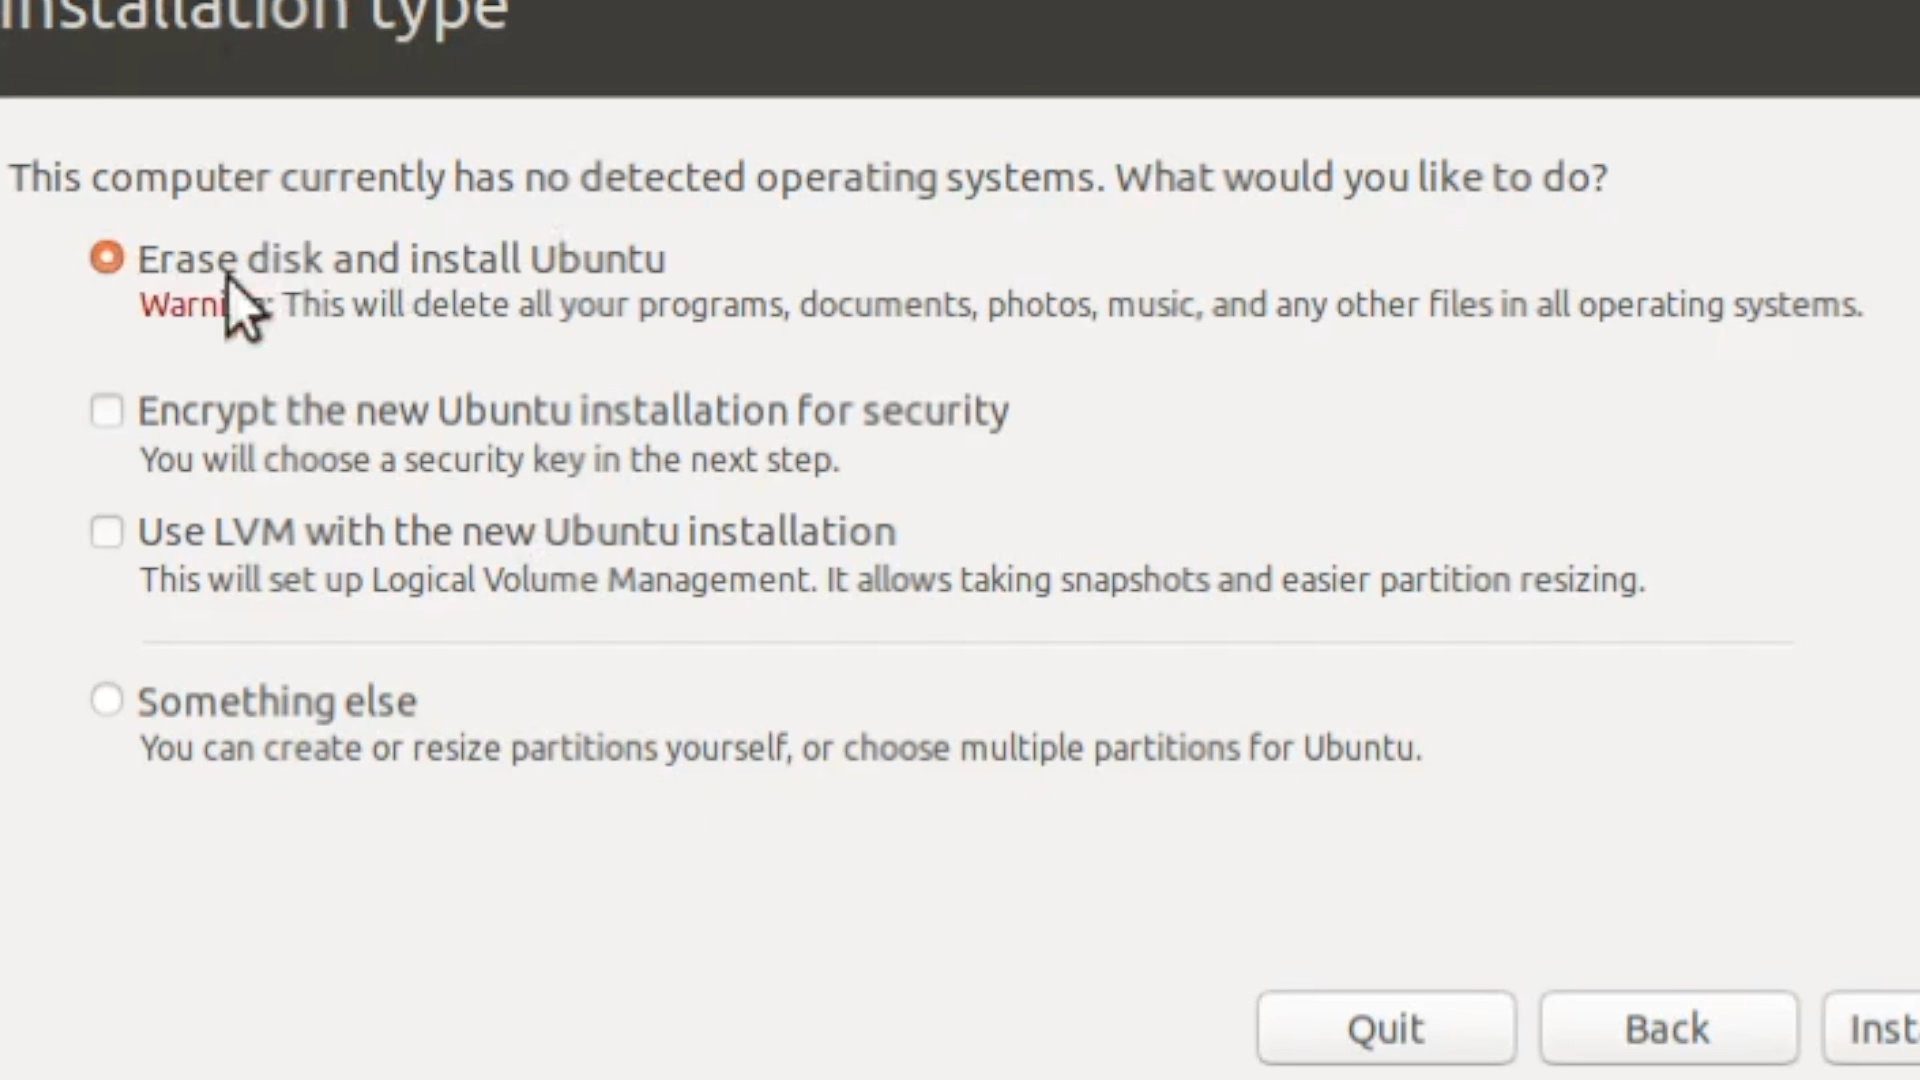 Installation type
This computer currently has no detected operating systems. What would you like to do?
Erase disk and install Ubuntu
This will delete all your programs, documents, photos, music, and any other files in all operating systems.
Encrypt the new Ubuntu installation for security
You will choose a security key in the next step.
Use LVM with the new Ubuntu installation
This will set up Logical Volume Management. It allows taking snapshots and easier partition resizing.
Something else
You can create or resize partitions yourself, or choose multiple partitions for Ubuntu.
Quit
Back